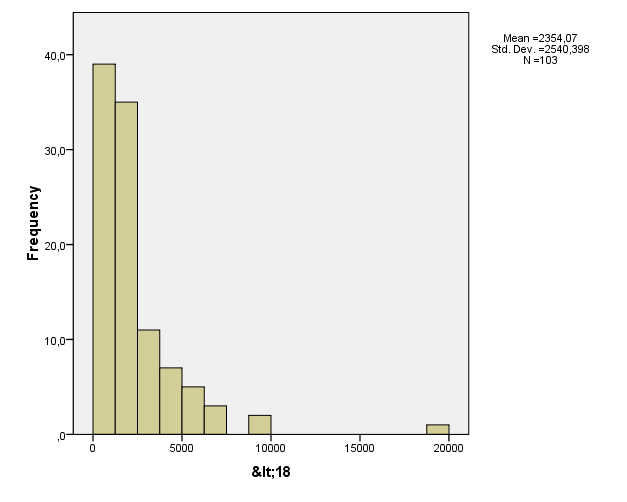 Mean =2354,07
Std. Dev. =2540,398
N =103
Frequency
40,0
30,0
20,0
10,0
,0
0 5000 10000 15000 20000
&lt;18